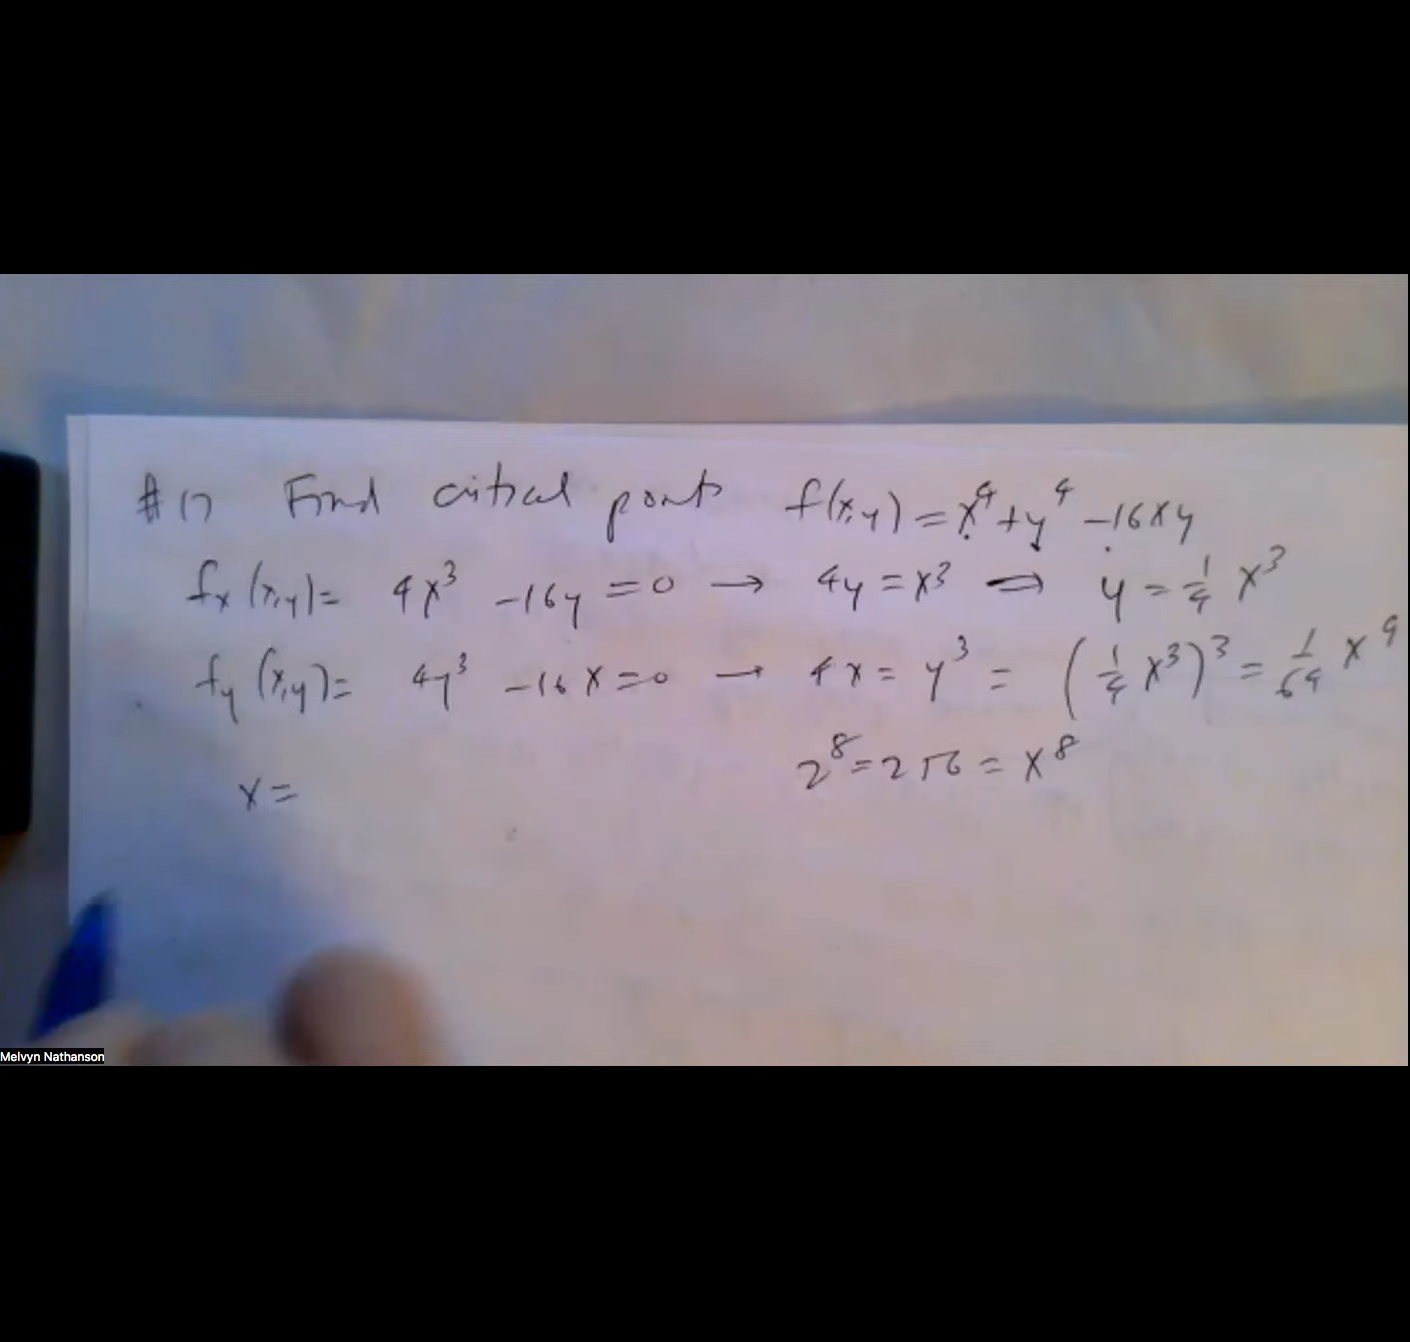 #17 Find critical points f(x,y) = x⁴ + y⁴ - 16xy
fx(x,y) = 4x³ - 16y = 0 → 4y = x³ ⇒ y = 1/4 x³
fy(x,y) = 4y³ - 16x = 0 → 4x = y³ = (1/4 x³)³ = 1/64 x⁹
2⁸ = 256 = x⁸
x =
Melvyn Nathanson